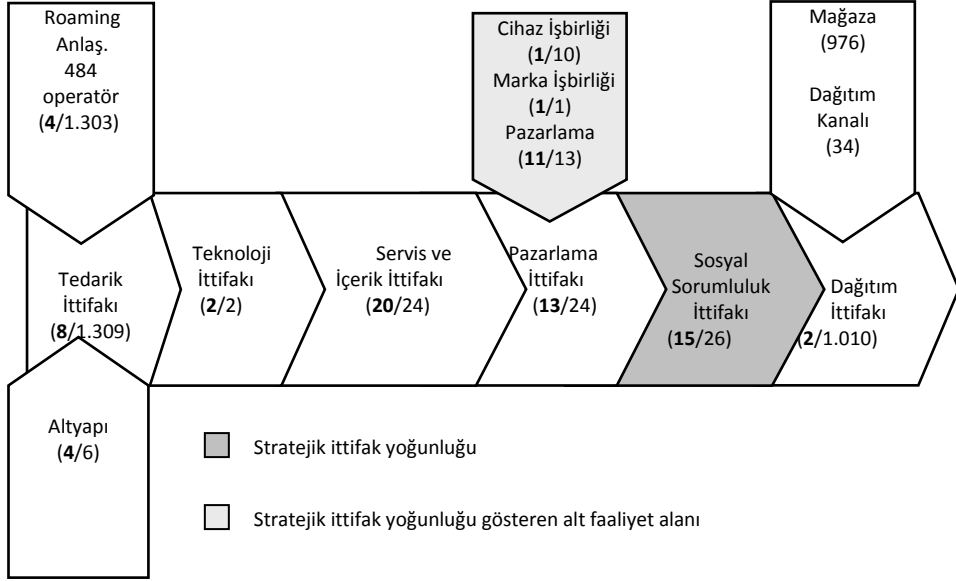 Roaming
Anlaş.
484
operatör
(4/1.303)
Cihaz İşbirliği
(1/10)
Marka İşbirliği
(1/1)
Pazarlama
(11/13)
Mağaza
(976)
Dağıtım
Kanalı
(34)
Tedarik
İttifakı
(8/1.309)
Teknoloji
İttifakı
(2/2)
Servis ve
İçerik İttifakı
(20/24)
Pazarlama
İttifakı
(13/24)
Sosyal
Sorumluluk
İttifakı
(15/26)
Dağıtım
İttifakı
(2/1.010)
Altyapı
(4/6)
Stratejik ittifak yoğunluğu
Stratejik ittifak yoğunluğu gösteren alt faaliyet alanı